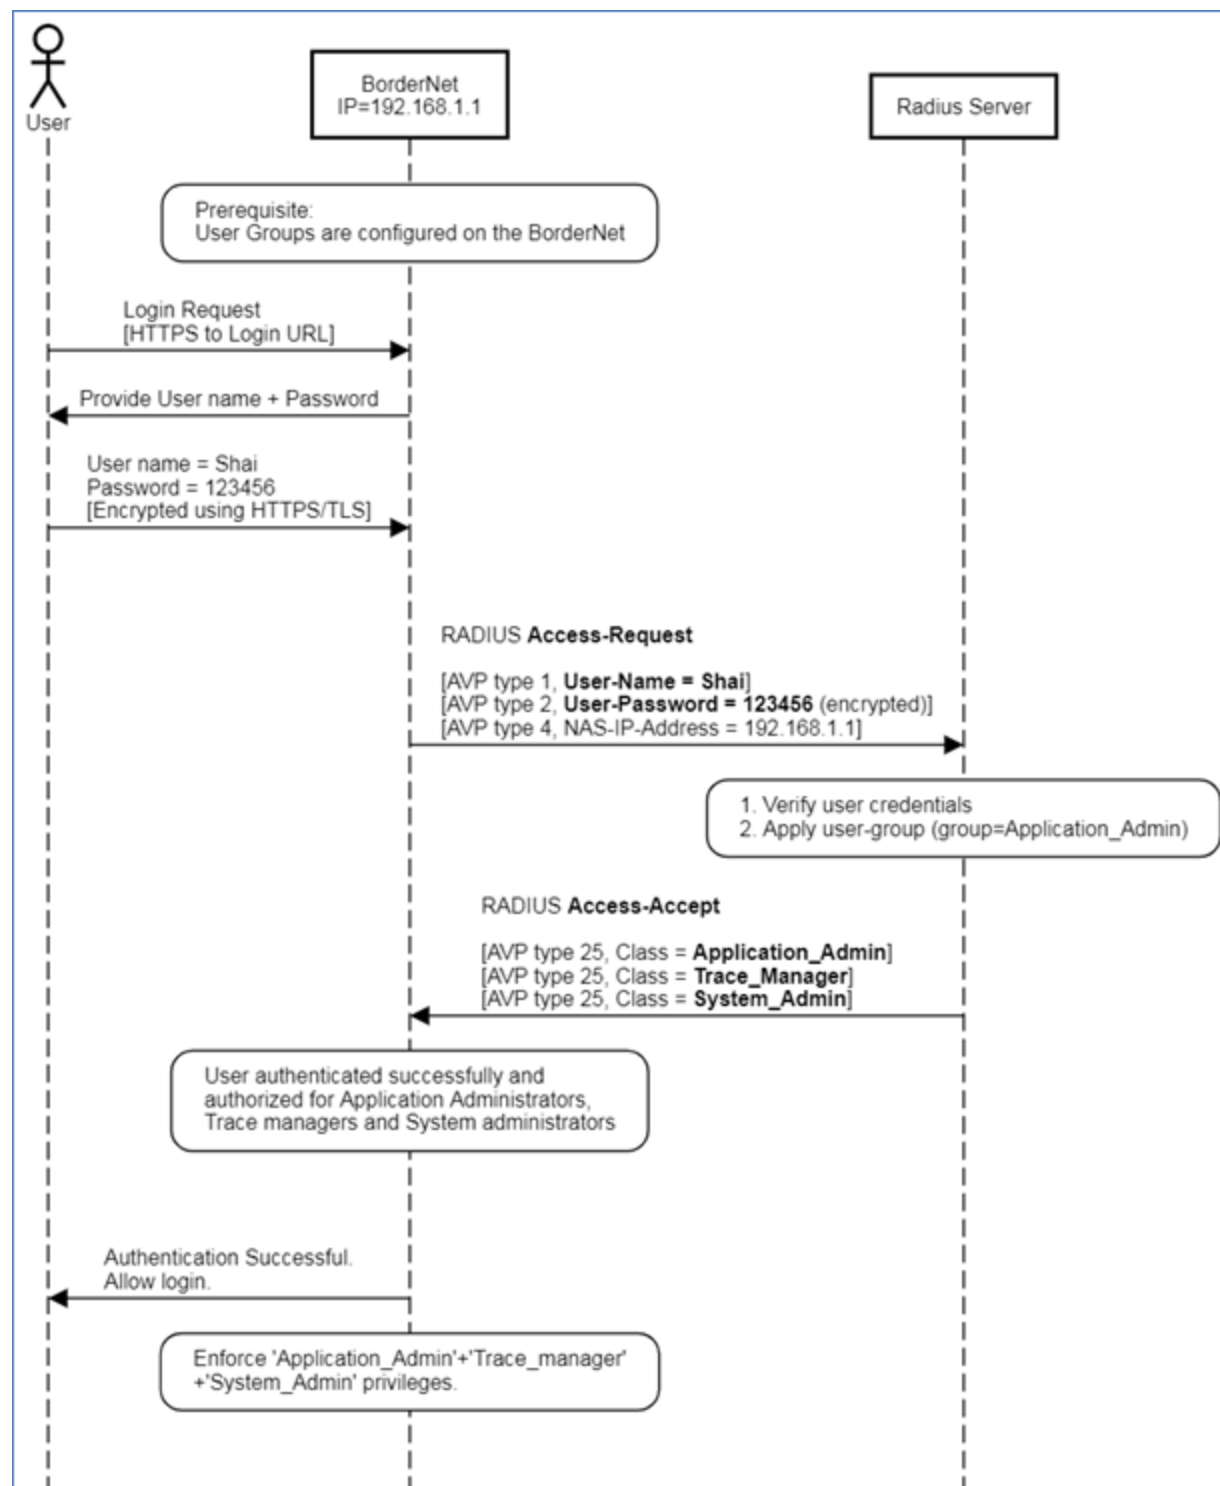 User
BorderNet
IP=192.168.1.1
Radius Server
Prerequisite:
User Groups are configured on the BorderNet
Login Request
[HTTPS to Login URL]
Provide User name + Password
User name = Shai
Password = 123456
[Encrypted using HTTPS/TLS]
RADIUS Access-Request
[AVP type 1, User-Name = Shai]
[AVP type 2, User-Password = 123456 (encrypted)]
[AVP type 4, NAS-IP-Address = 192.168.1.1]
1. Verify user credentials
2. Apply user-group (group=Application_Admin)
RADIUS Access-Accept
[AVP type 25, Class = Application_Admin]
[AVP type 25, Class = Trace_Manager]
[AVP type 25, Class = System_Admin]
User authenticated successfully and
authorized for Application Administrators,
Trace managers and System administrators
Authentication Successful.
Allow login.
Enforce 'Application_Admin'+'Trace_manager'
+'System_Admin' privileges.